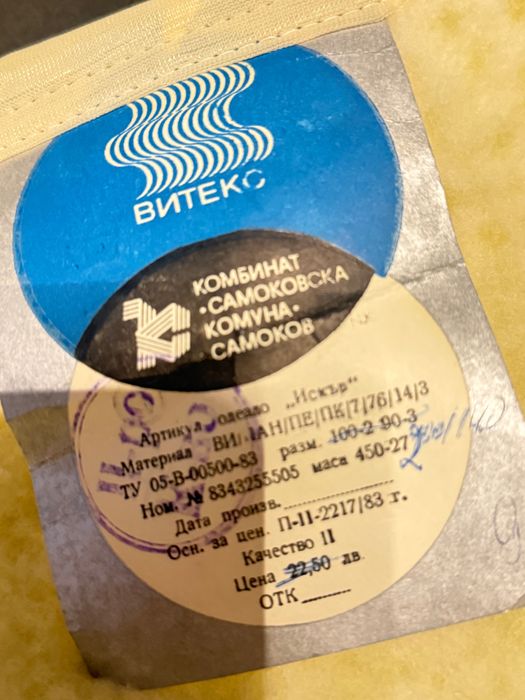 ВИТЕКС
КОМБИНАТ
•САМОКОВСКА
КОМУНА•
САМОКОВ
Артикул одеало „Искър"
Материал ВИ/ПАН/ПЕ/ПК/7/76/14/3
ТУ 05-В-00500-83 разм. 100-2 90-3
Ном. № 8343255505 маса 450-27
Дата произв.
Осн. за цен. П-II-2217/83 г.
Качество II
Цена 22,50 лв.
ОТК